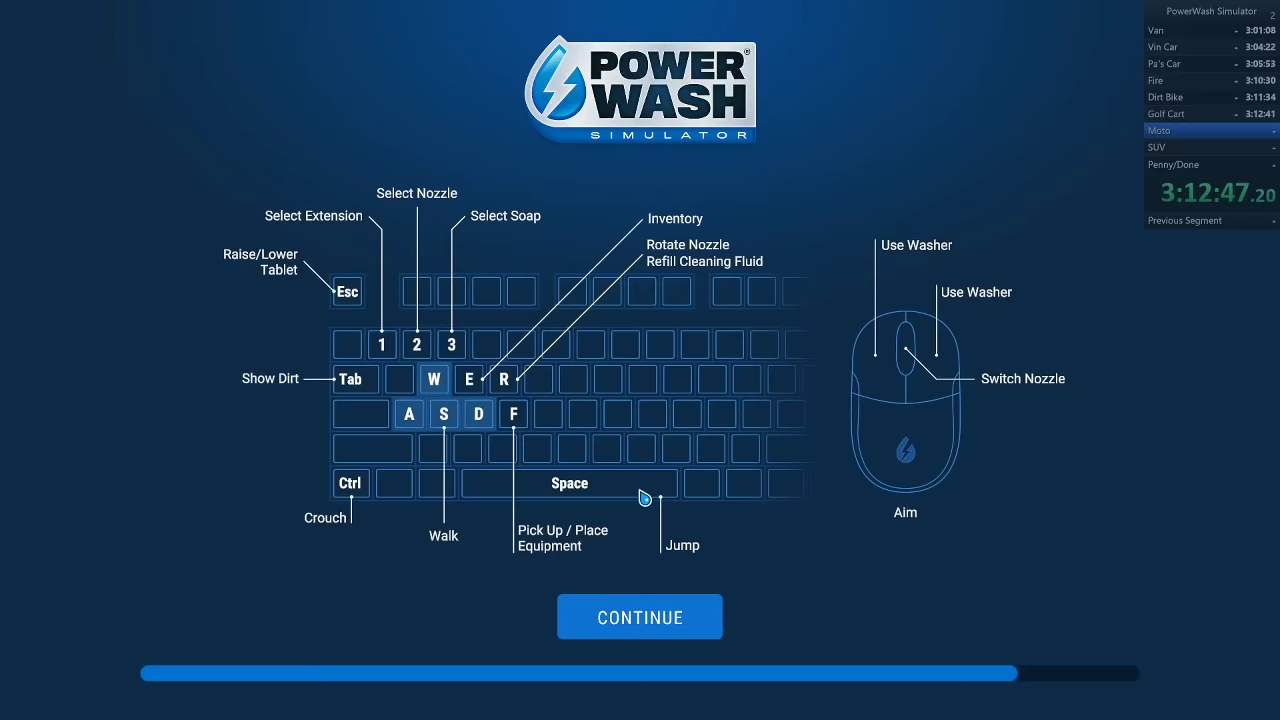 POWER
WASH
SIMULATOR
PowerWash Simulator
2
Van - 3:01:08
Vin Car - 3:04:22
Pa's Car - 3:05:53
Fire - 3:10:30
Dirt Bike - 3:11:34
Golf Cart - 3:12:41
Moto -
SUV -
Penny/Done -
3:12:47.20
Previous Segment -
Select Nozzle
Select Extension
Select Soap
Inventory
Raise/Lower
Tablet
Rotate Nozzle
Refill Cleaning Fluid
Use Washer
Use Washer
Esc
1 2 3
Show Dirt
Tab W E R
Switch Nozzle
A S D F
Ctrl Space
Crouch
Walk
Pick Up / Place
Equipment
Jump
Aim
CONTINUE